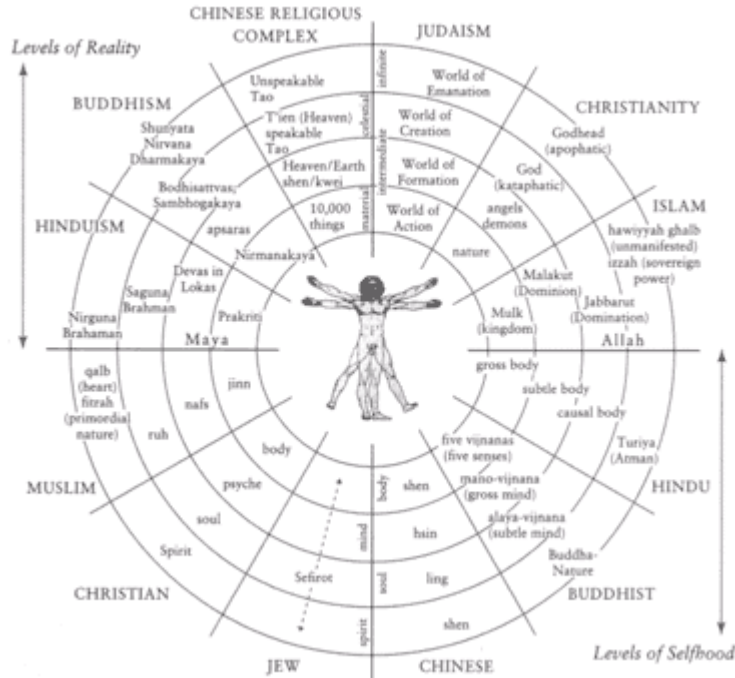 CHINESE RELIGIOUS
COMPLEX
JUDAISM
Levels of Reality
BUDDHISM
CHRISTIANITY
HINDUISM
ISLAM
Unspeakable
Tao
infinite
World of
Emanation
T'ien (Heaven)
speakable
Tao
celestial
World of
Creation
Heaven/Earth
shen/kwei
intermediate
World of
Formation
10,000
things
material
World of
Action
Shunyata
Nirvana
Dharmakaya
Bodhisattvas;
Sambhogakaya
apsaras
Nirmanakaya
Godhead
(apophatic)
God
(kataphatic)
angels
demons
nature
Nirguna
Brahaman
Saguna
Brahman
Devas in
Lokas
Prakriti
Maya
hawiyyah ghalb
(unmanifested)
izzah (sovereign
power)
Jabbarut
(Domination)
Malakut
(Dominion)
Mulk
(kingdom)
Allah
qalb
(heart)
fitrah
(primordial
nature)
ruh
nafs
jinn
gross body
subtle body
causal body
Turiya
(Atman)
MUSLIM
HINDU
body
psyche
soul
Spirit
five vijnanas
(five senses)
mano-vijnana
(gross mind)
alaya-vijnana
(subtle mind)
Buddha-
Nature
CHRISTIAN
BUDDHIST
Sefirot
body
mind
soul
spirit
shen
hsin
ling
shen
JEW
CHINESE
Levels of Selfhood